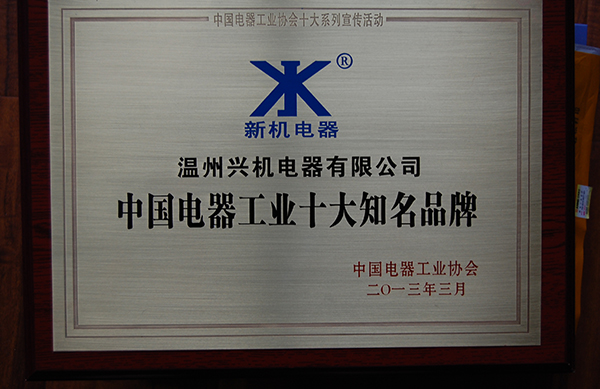 中国电器工业协会十大系列宣传活动
®
新机电器
温州兴机电器有限公司
中国电器工业十大知名品牌
中国电器工业协会
二〇一三年三月